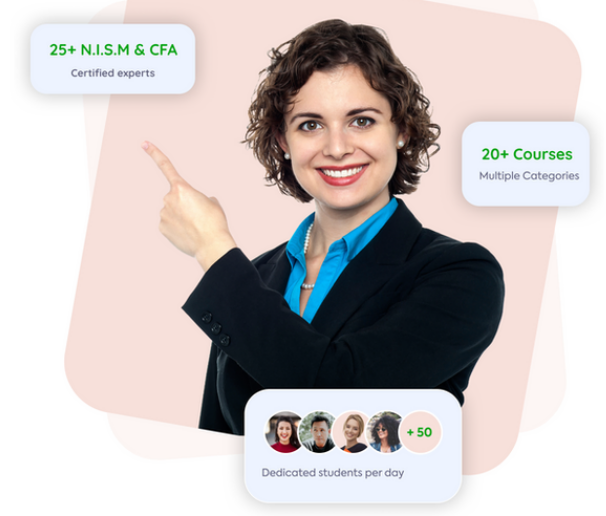 25+ N.I.S.M & CFA
Certified experts
20+ Courses
Multiple Categories
+ 50
Dedicated students per day